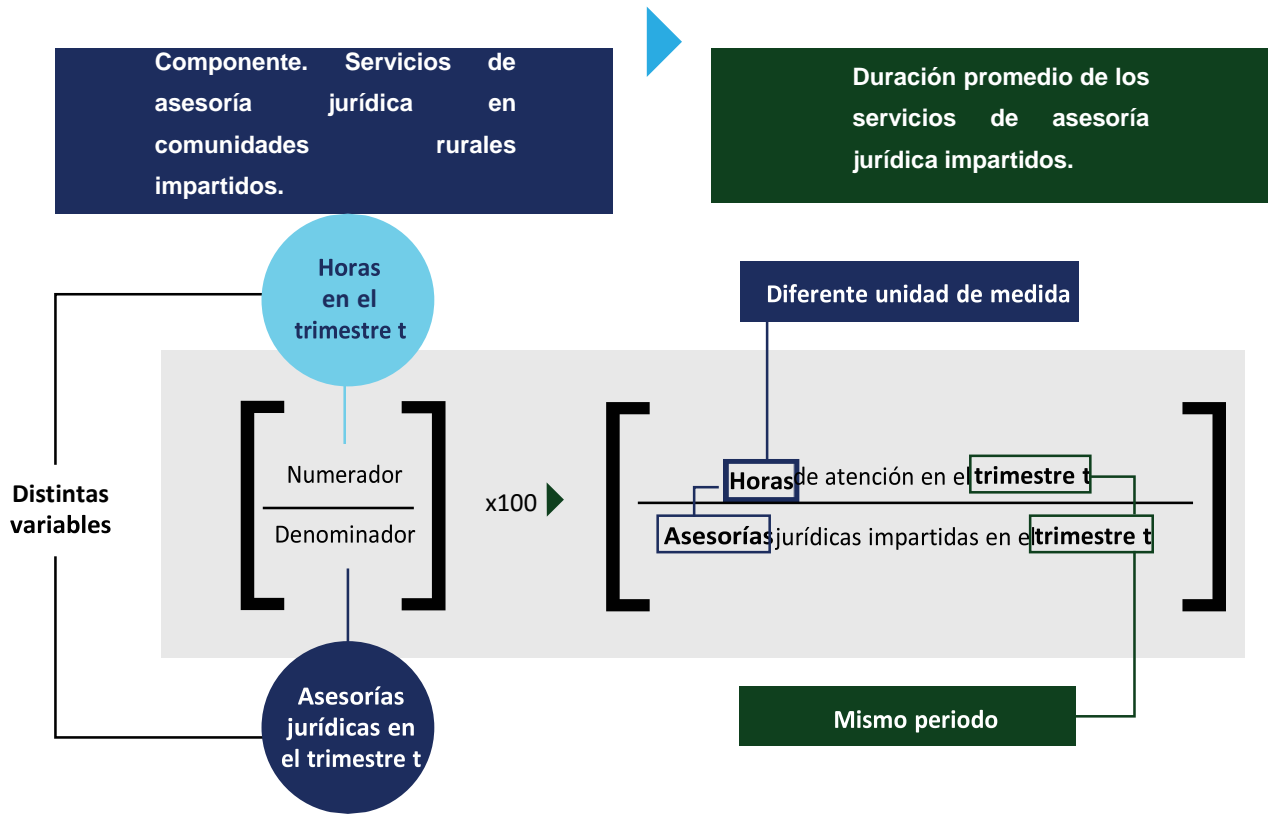 Componente. Servicios de
asesoría jurídica en
comunidades rurales
impartidos.
Duración promedio de los
servicios de asesoría
jurídica impartidos.
Horas
en el
trimestre t
Diferente unidad de medida
Distintas
variables
Numerador
Denominador
x100
Horas de atención en el trimestre t
Asesorías jurídicas impartidas en el trimestre t
Asesorías
jurídicas en
el trimestre t
Mismo periodo